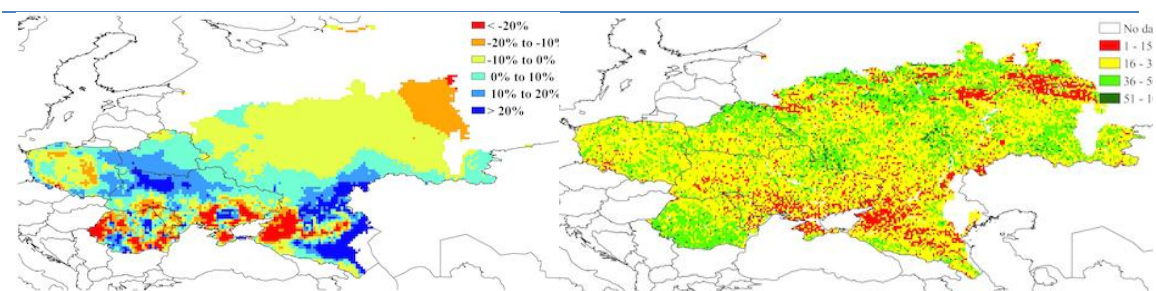 < -20%
-20% to -10%
-10% to 0%
0% to 10%
10% to 20%
> 20%
No da
1 - 15
16 - 3
36 - 5
51 - 1